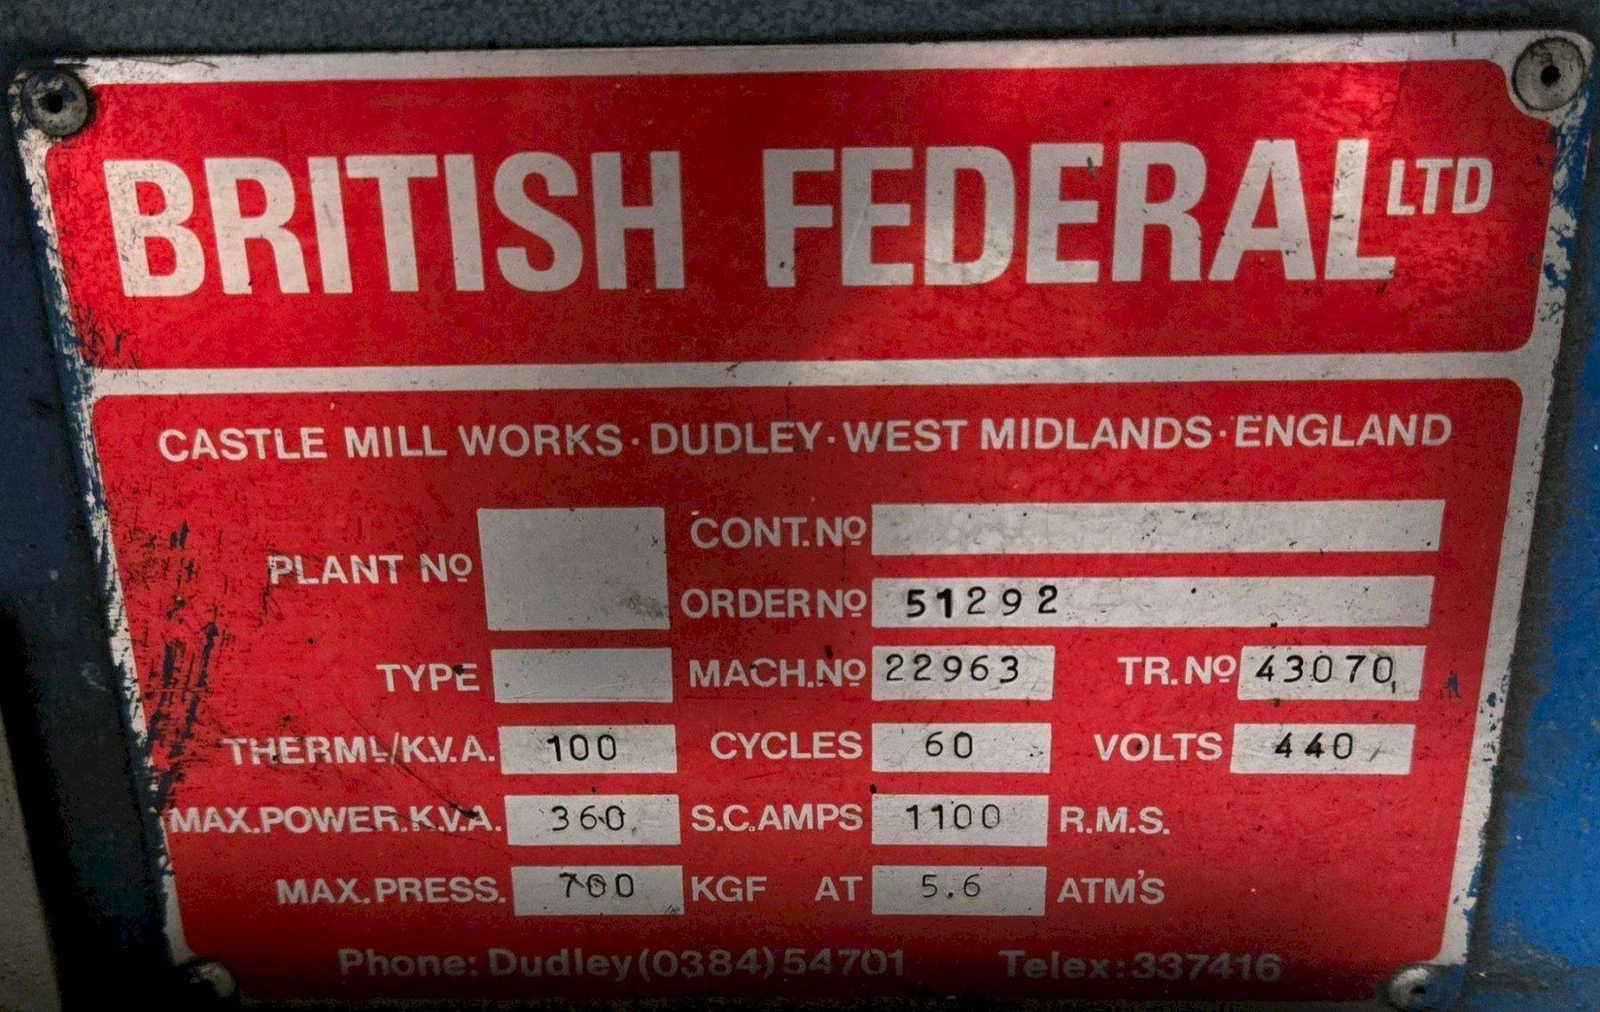 BRITISH FEDERAL LTD
CASTLE MILL WORKS · DUDLEY · WEST MIDLANDS · ENGLAND
PLANT Nº
CONT. Nº
ORDER Nº 51292
TYPE MACH. Nº 22963 TR. Nº 43070
THERML/K.V.A. 100 CYCLES 60 VOLTS 440
MAX.POWER.K.V.A. 360 S.C.AMPS 1100 R.M.S.
MAX.PRESS. 700 KGF AT 5.6 ATM'S
Phone: Dudley (0384) 54701 Telex: 337416